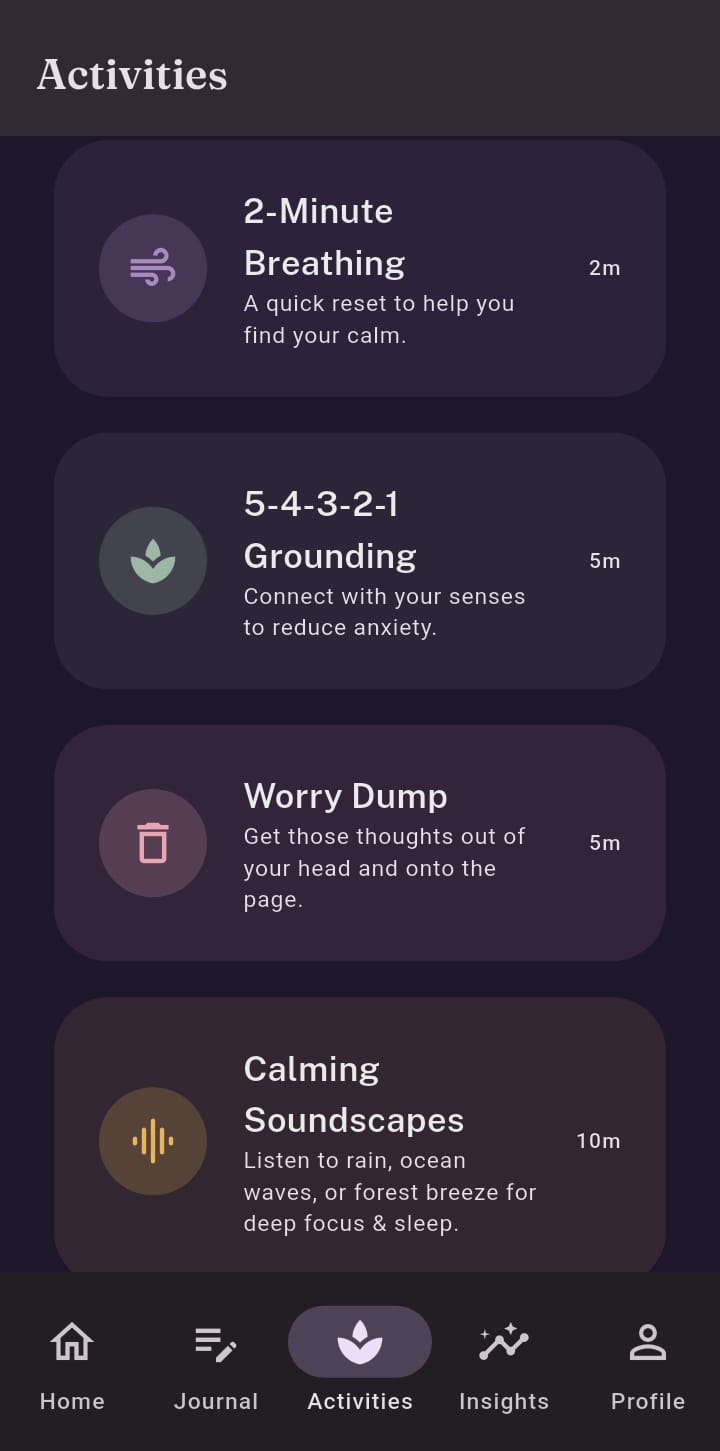 Activities
2-Minute
Breathing
A quick reset to help you
find your calm.
2m
5-4-3-2-1
Grounding
Connect with your senses
to reduce anxiety.
5m
Worry Dump
Get those thoughts out of
your head and onto the
page.
5m
Calming
Soundscapes
Listen to rain, ocean
waves, or forest breeze for
deep focus & sleep.
10m
Home
Journal
Activities
Insights
Profile